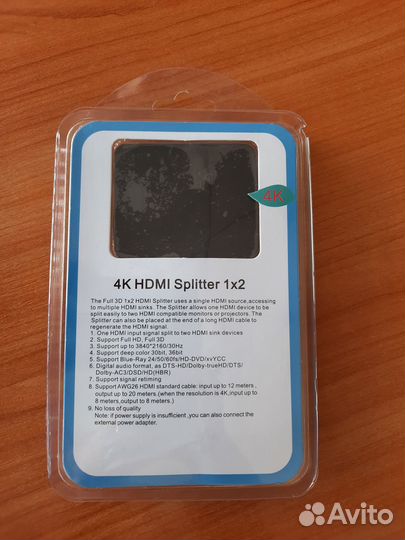 4K
4K HDMI Splitter 1x2
The Full 3D 1x2 HDMI Splitter uses a single HDMI source,accessing
to multiple HDMI sinks. The Splitter allows one HDMI device to be
split easily to two HDMI compatible monitors or projectors. The
Splitter can also be placed at the end of a long HDMI cable to
regenerate the HDMI signal.
1. One HDMI input signal split to two HDMI sink devices
2. Support Full HD, Full 3D
3. Support up to 3840*2160/30Hz
4. Support deep color 30bit, 36bit
5. Support Blue-Ray 24/50/60fs/HD-DVD/xvYCC
6. Digital audio format, as DTS-HD/Dolby-trueHD/DTS/
Dolby-AC3/DSD/HD(HBR)
7. Support signal retiming
8. Support AWG26 HDMI standard cable: input up to 12 meters ,
output up to 20 meters .(when the resolution is 4K,input up to
8 meters,output to 8 meters.)
9. No loss of quality
Note: if power supply is insufficient ,you can also connect the
external power adapter.
Avito